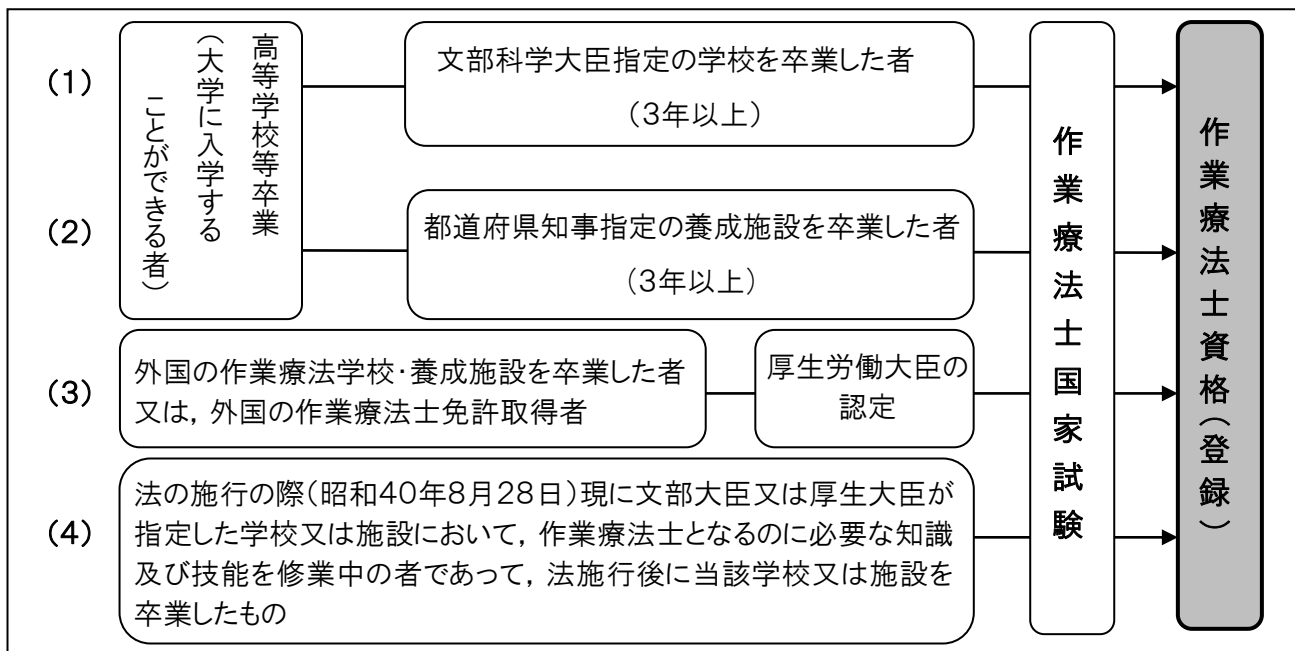 (1)
高等学校等卒業
(大学に入学する
ことができる者)
文部科学大臣指定の学校を卒業した者
(3年以上)
(2)
都道府県知事指定の養成施設を卒業した者
(3年以上)
(3)
外国の作業療法学校・養成施設を卒業した者
又は,外国の作業療法士免許取得者
厚生労働大臣の
認定
(4)
法の施行の際(昭和40年8月28日)現に文部大臣又は厚生大臣が
指定した学校又は施設において,作業療法士となるのに必要な知識
及び技能を修業中の者であって,法施行後に当該学校又は施設を
卒業したもの
作業療法士国家試験
作業療法士資格(登録)